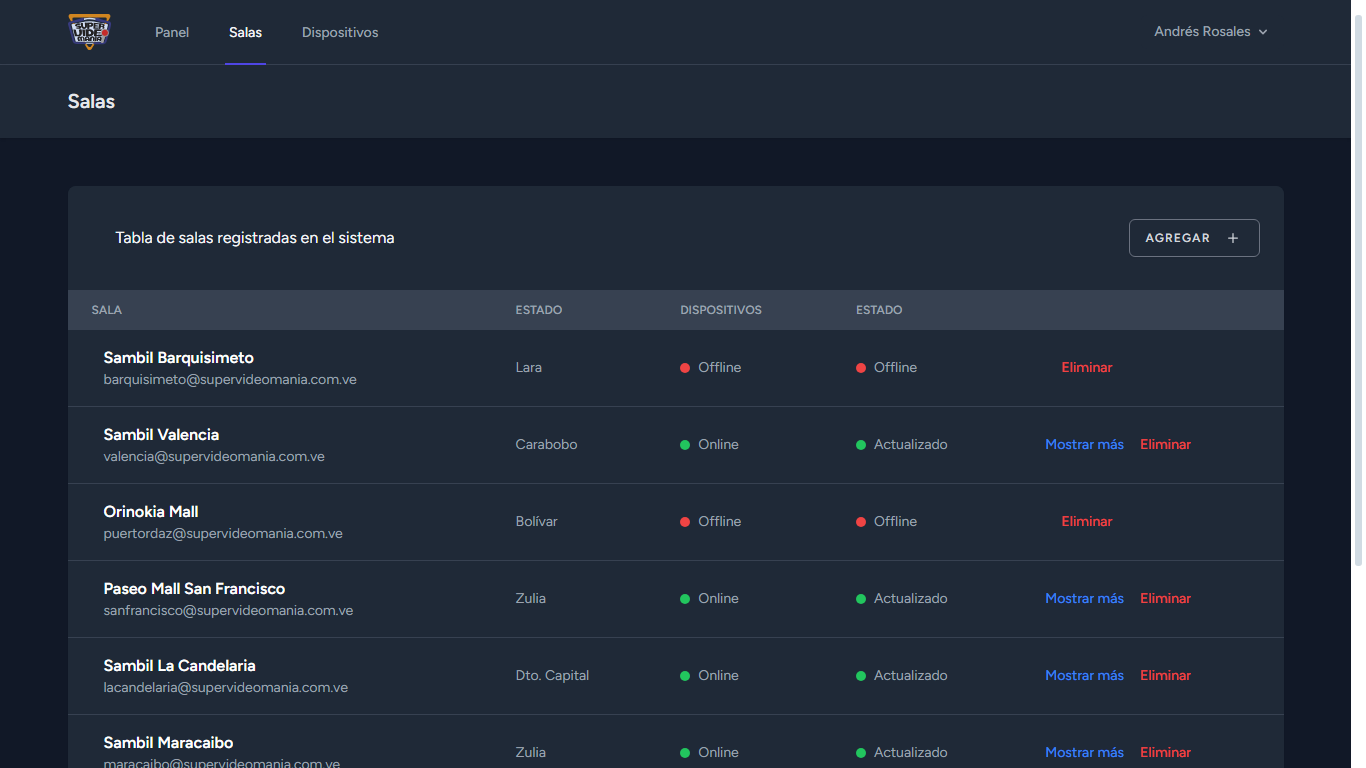 SUPER
VIDEO
MANIA
Panel
Salas
Dispositivos
Andrés Rosales
Salas
Tabla de salas registradas en el sistema
AGREGAR +
SALA ESTADO DISPOSITIVOS ESTADO
Sambil Barquisimeto
barquisimeto@supervideomania.com.ve
Lara Offline Offline Eliminar
Sambil Valencia
valencia@supervideomania.com.ve
Carabobo Online Actualizado Mostrar más Eliminar
Orinokia Mall
puertordaz@supervideomania.com.ve
Bolívar Offline Offline Eliminar
Paseo Mall San Francisco
sanfrancisco@supervideomania.com.ve
Zulia Online Actualizado Mostrar más Eliminar
Sambil La Candelaria
lacandelaria@supervideomania.com.ve
Dto. Capital Online Actualizado Mostrar más Eliminar
Sambil Maracaibo
maracaibo@supervideomania.com.ve
Zulia Online Actualizado Mostrar más Eliminar